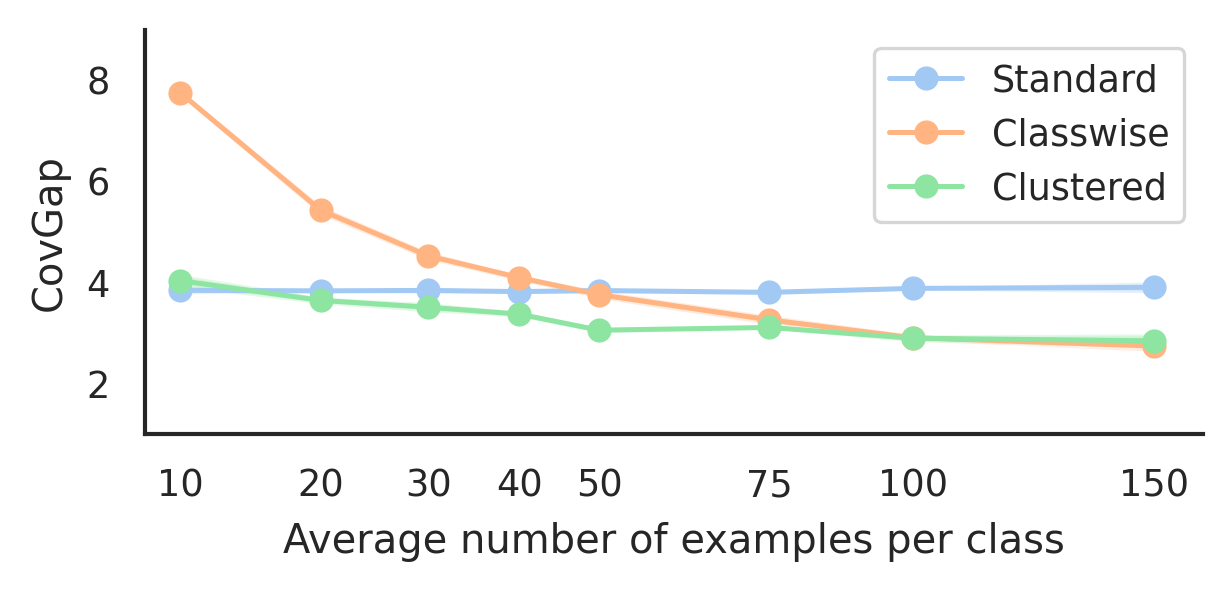 Standard
Classwise
Clustered
CovGap
8
6
4
2
10 20 30 40 50 75 100 150
Average number of examples per class